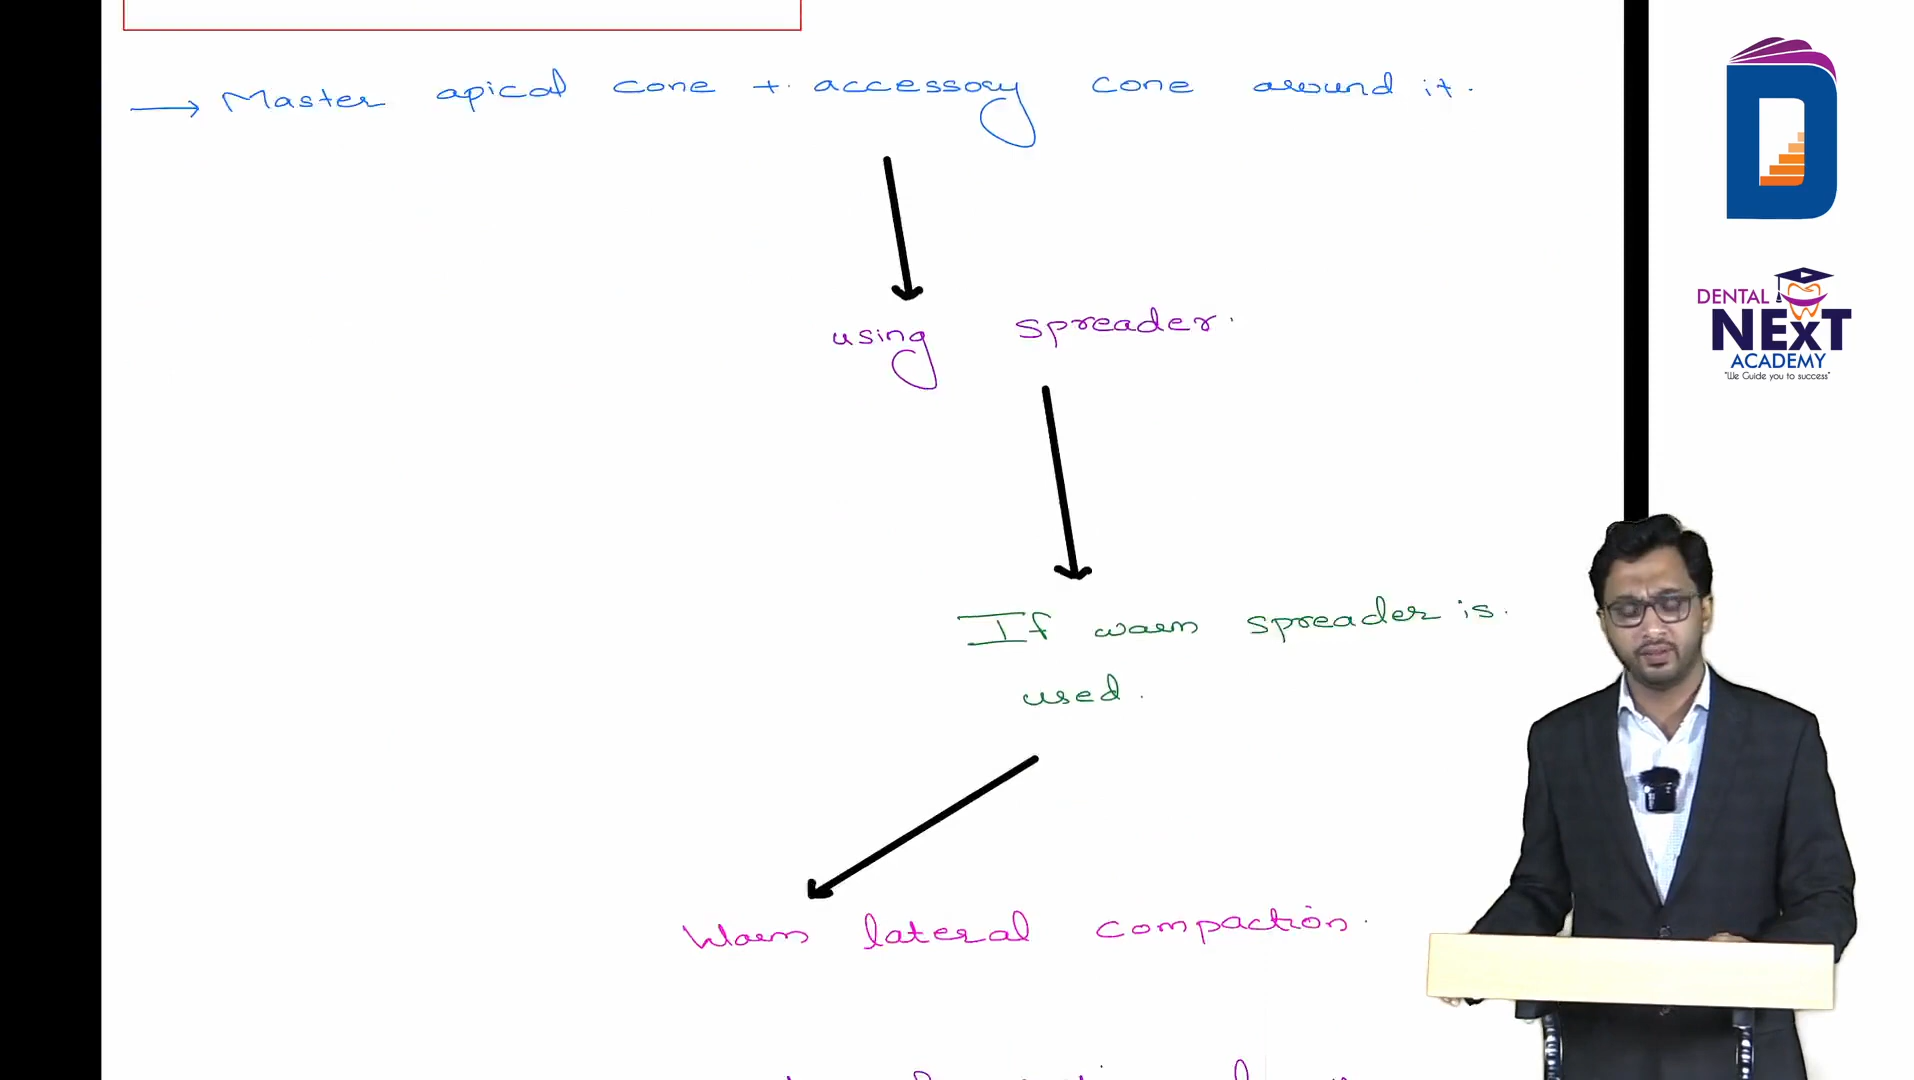 → Master apical cone + accessory cone around it.
using spreader.
If warm spreader is.
used.
Warm lateral compaction.
D
DENTAL
NExT
ACADEMY
"We Guide you to success"